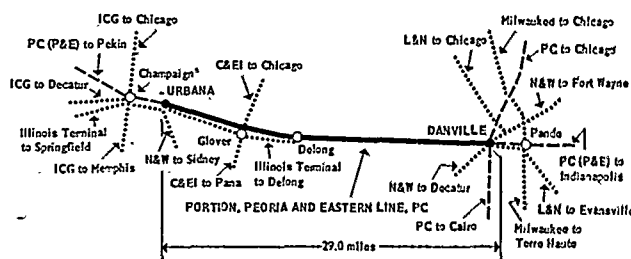 ICG to Chicago
PC (P&E) to Pekin
ICG to Decatur
Champaign
URBANA
Illinois Terminal
to Springfield
ICG to Memphis
N&W to Sidney
C&EI to Chicago
Glover
C&EI to Pana
Illinois Terminal
to Delong
Delong
PORTION, PEORIA AND EASTERN LINE, PC
29.0 miles
L&N to Chicago
Milwaukee to Chicago
PC to Chicago
N&W to Fort Wayne
DANVILLE
Pando
PC (P&E) to
Indianapolis
N&W to Decatur
PC to Cairo
L&N to Evansville
Milwaukee to
Terre Haute